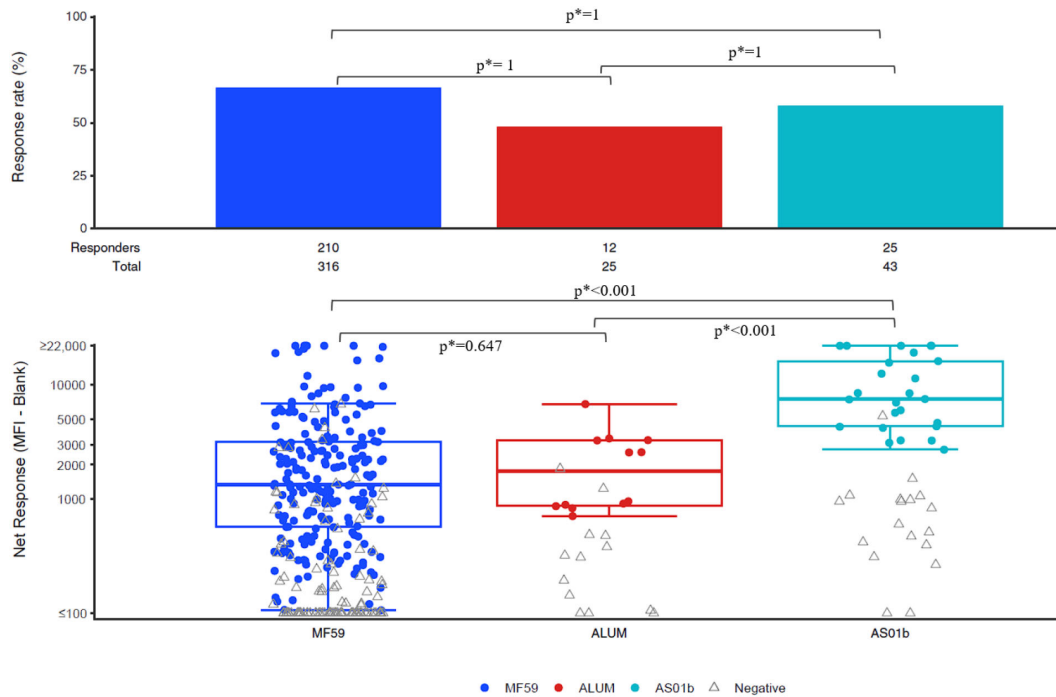 100
75
50
25
0
Response rate (%)
p*=1
p*= 1
p*=1
Responders 210 12 25
Total 316 25 43
p*<0.001
p*=0.647
p*<0.001
≥22,000
10000
5000
3000
2000
1000
≤100
Net Response (MFI - Blank)
MF59 ALUM AS01b
MF59 ALUM AS01b Negative